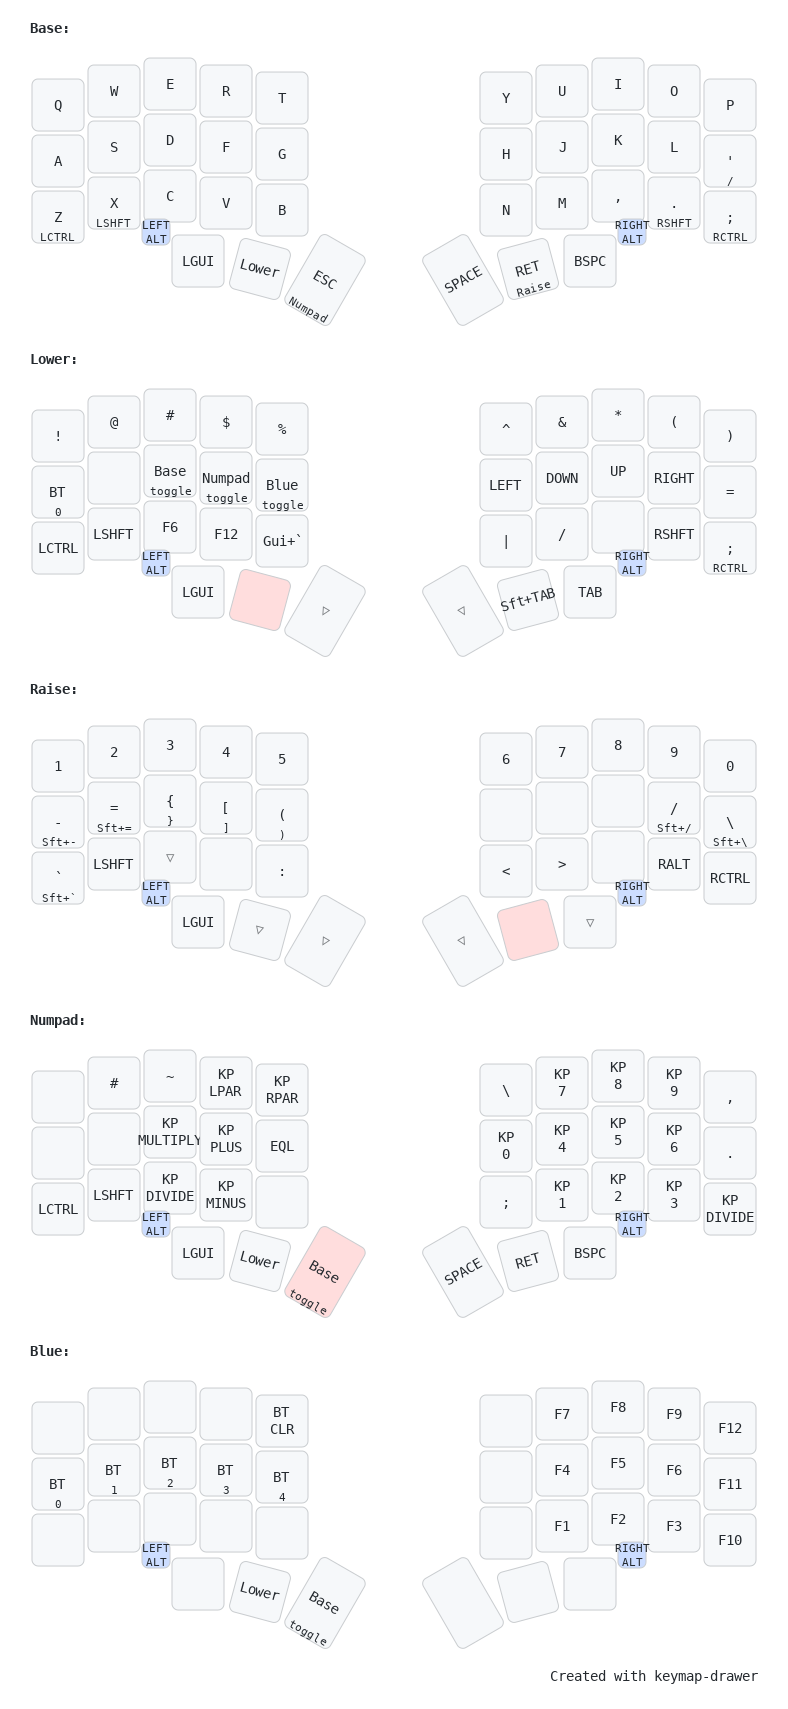 Base:
Q W E R T Y U I O P
A S D F G H J K L '
/
Z X C V B N M , . ;
LCTRL LSHFT LEFT ALT RIGHT ALT RSHFT RCTRL
LGUI Lower ESC SPACE RET BSPC
Numpad Raise
Lower:
! @ # $ % ^ & * ( )
BT Base Numpad Blue LEFT DOWN UP RIGHT =
0 toggle toggle toggle
LCTRL LSHFT F6 F12 Gui+` | / RSHFT ;
LEFT ALT RIGHT ALT RCTRL
LGUI ▷ ◁ Sft+TAB TAB
Raise:
1 2 3 4 5 6 7 8 9 0
- = { [ ( / \
Sft+- Sft+= } ] ) Sft+/ Sft+\
` LSHFT ▽ : < > RALT RCTRL
Sft+` LEFT ALT RIGHT ALT
LGUI ▽ ▷ ◁ ▽
Numpad:
# ~ KP LPAR KP RPAR \ KP 7 KP 8 KP 9 ,
KP MULTIPLY KP PLUS EQL KP 0 KP 4 KP 5 KP 6 .
LCTRL LSHFT KP DIVIDE KP MINUS ; KP 1 KP 2 KP 3 KP DIVIDE
LEFT ALT RIGHT ALT
LGUI Lower Base SPACE RET BSPC
toggle
Blue:
BT CLR F7 F8 F9 F12
BT BT BT BT BT F4 F5 F6 F11
0 1 2 3 4
F1 F2 F3 F10
LEFT ALT RIGHT ALT
Lower Base
toggle
Created with keymap-drawer